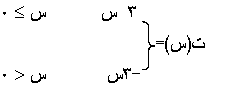 ٣ س س ≥ ٠
ت(س)=
-٣س س < ٠